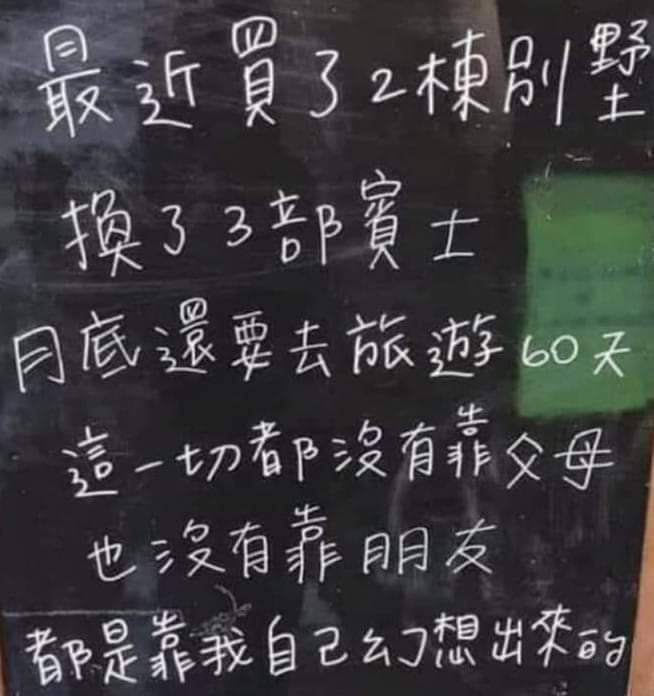 最近買了2棟別墅
換了3部賓士
月底還要去旅遊60天
這一切都沒有靠父母
也沒有靠朋友
都是靠我自己幻想出來的